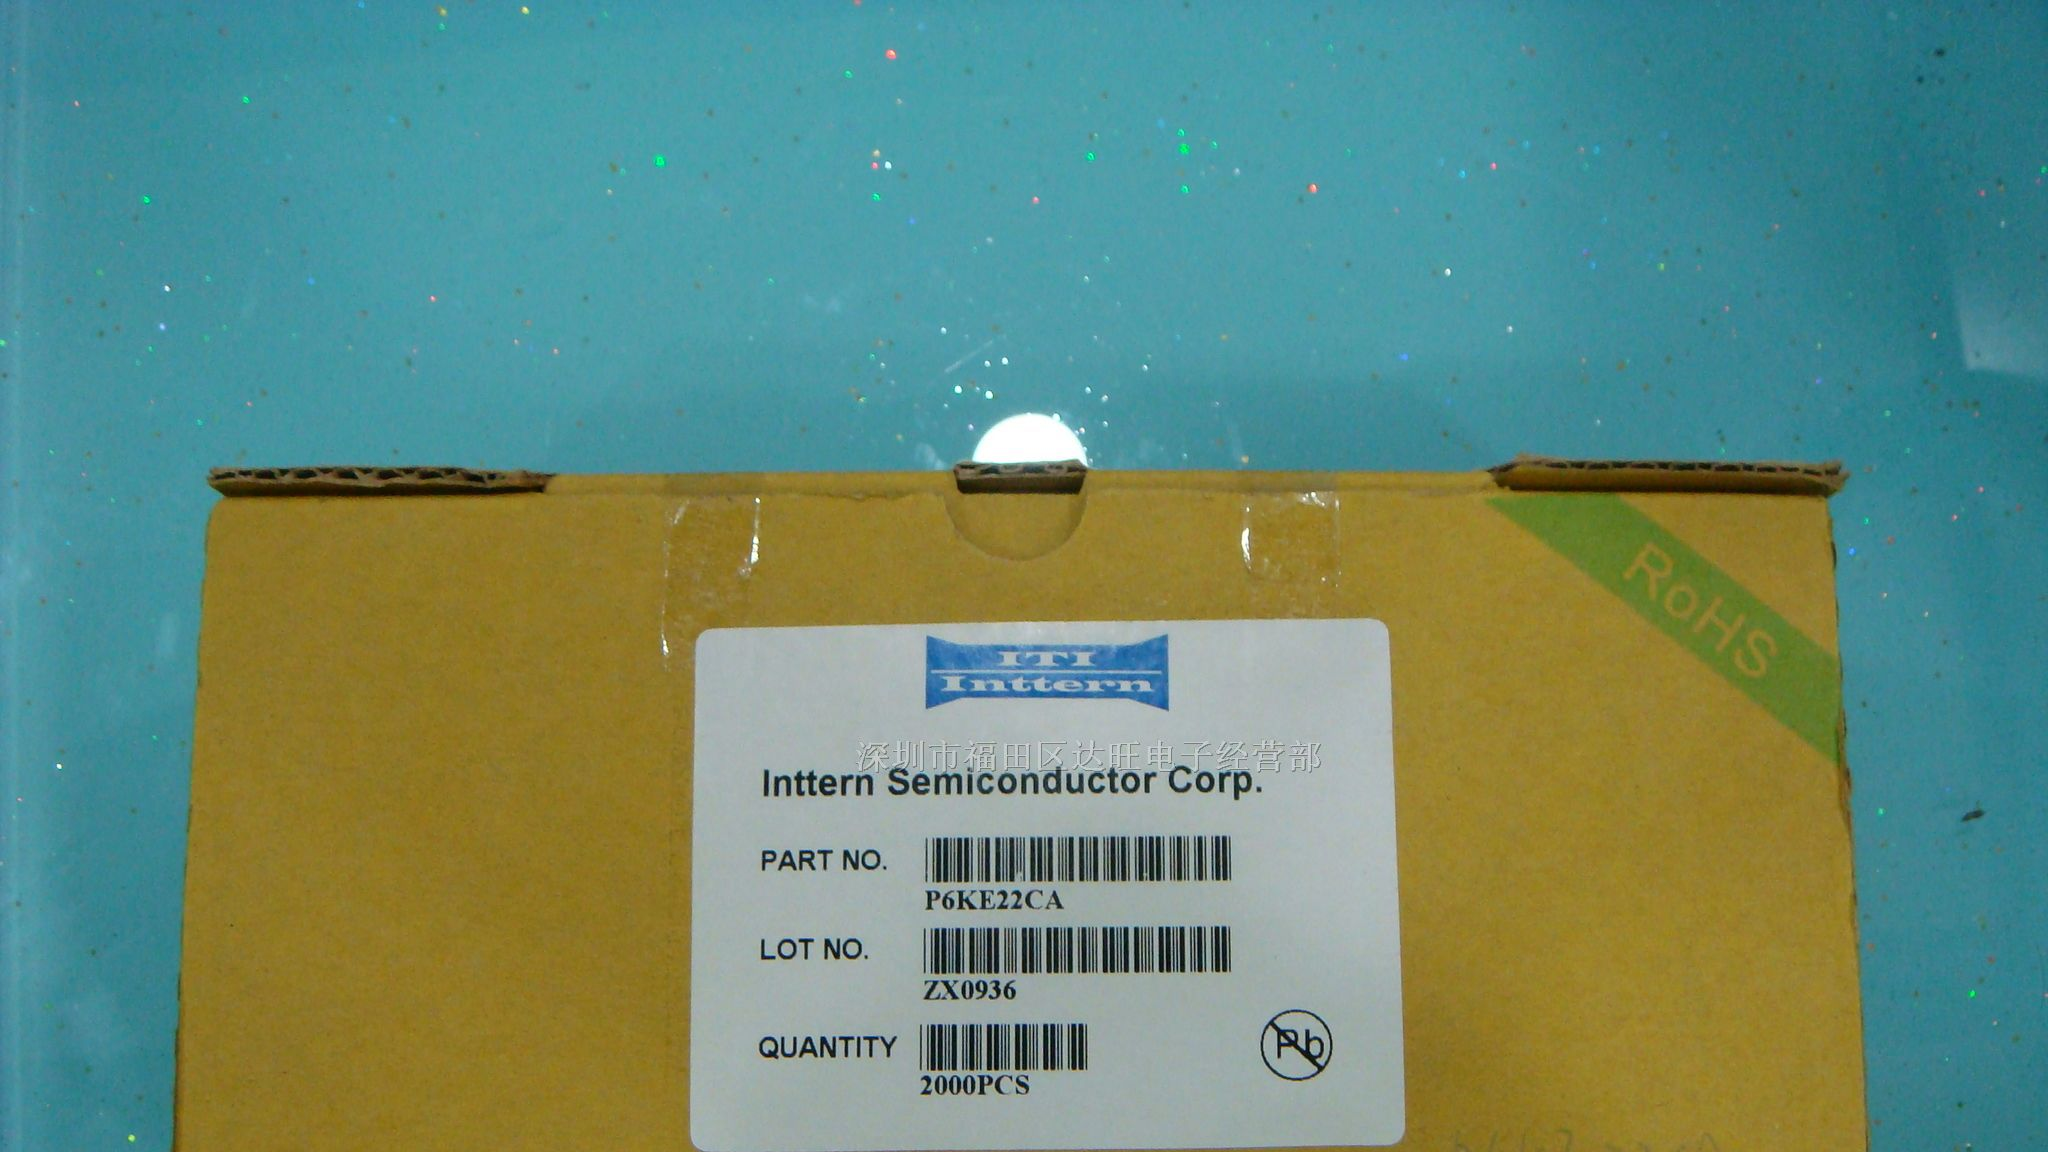 RoHS
ITI
Inttern
深圳市福田区达旺电子经营部
Inttern Semiconductor Corp.
PART NO.
P6KE22CA
LOT NO.
ZX0936
QUANTITY
2000PCS
Pb